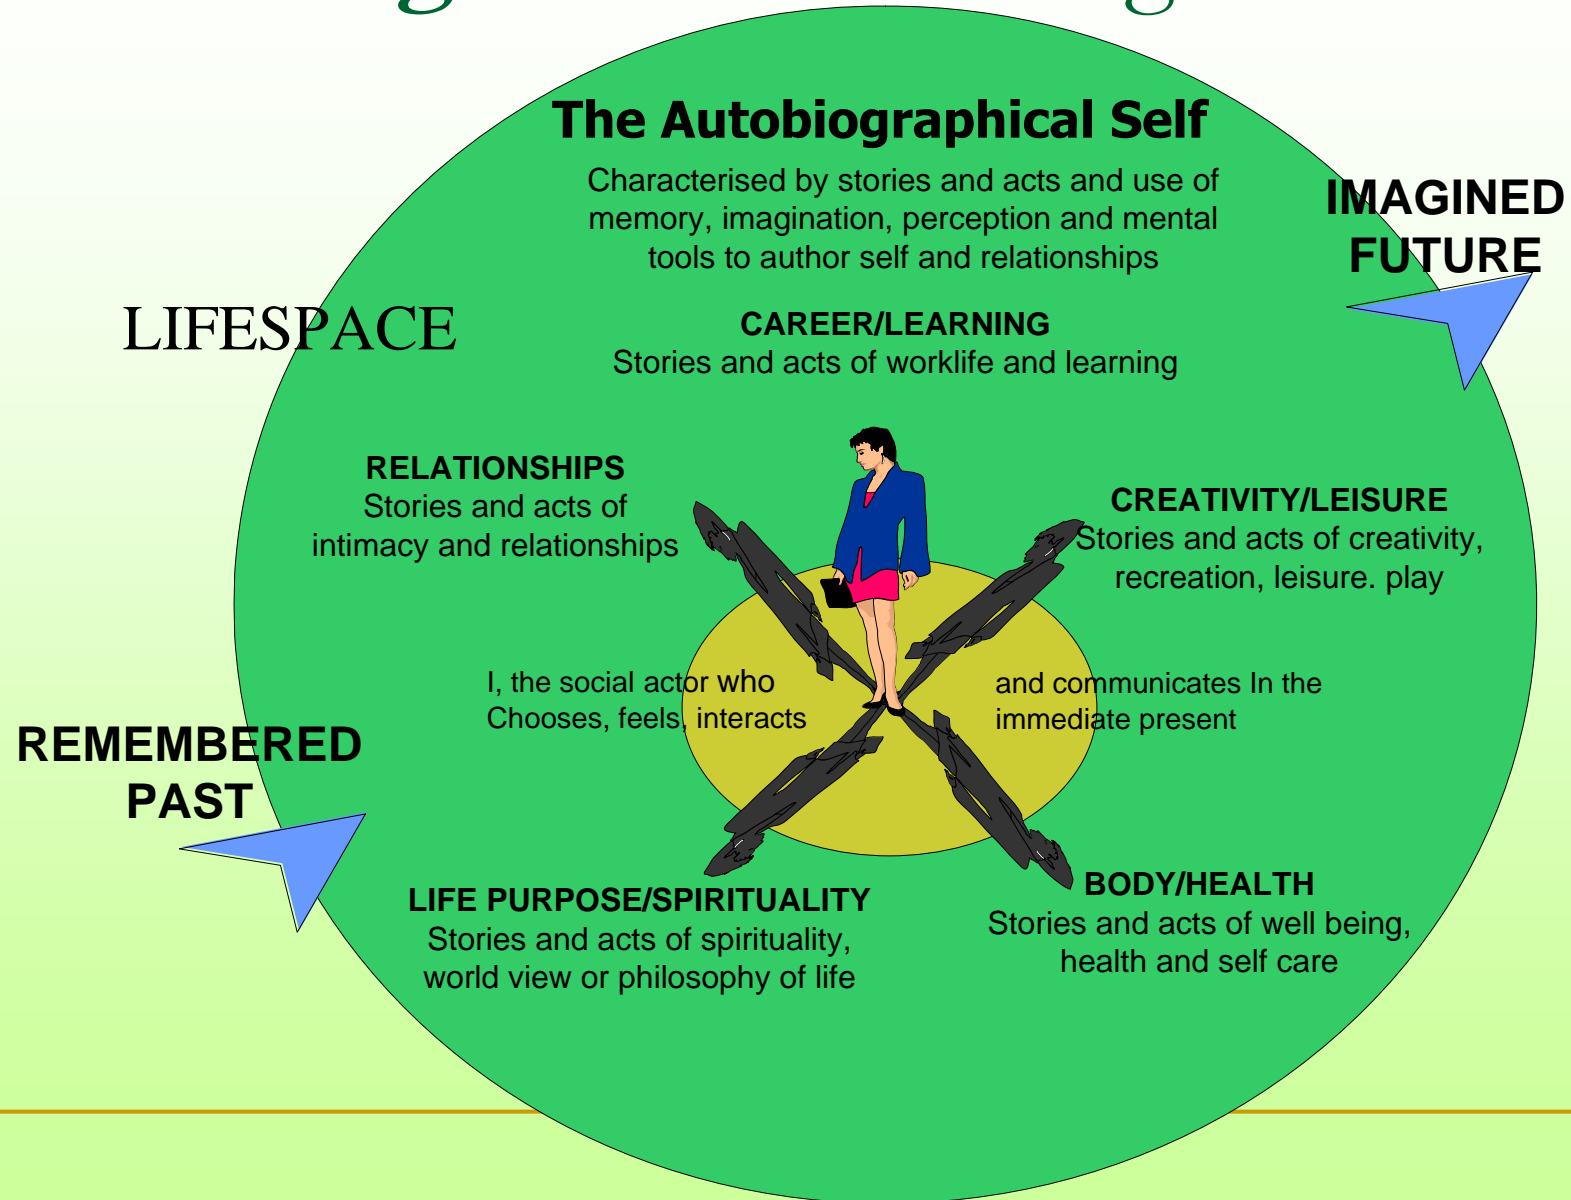 The Autobiographical Self
Characterised by stories and acts and use of
memory, imagination, perception and mental
tools to author self and relationships
IMAGINED
FUTURE
LIFESPACE
CAREER/LEARNING
Stories and acts of worklife and learning
RELATIONSHIPS
Stories and acts of
intimacy and relationships
CREATIVITY/LEISURE
Stories and acts of creativity,
recreation, leisure. play
I, the social actor who
Chooses, feels, interacts
and communicates In the
immediate present
REMEMBERED
PAST
LIFE PURPOSE/SPIRITUALITY
Stories and acts of spirituality,
world view or philosophy of life
BODY/HEALTH
Stories and acts of well being,
health and self care